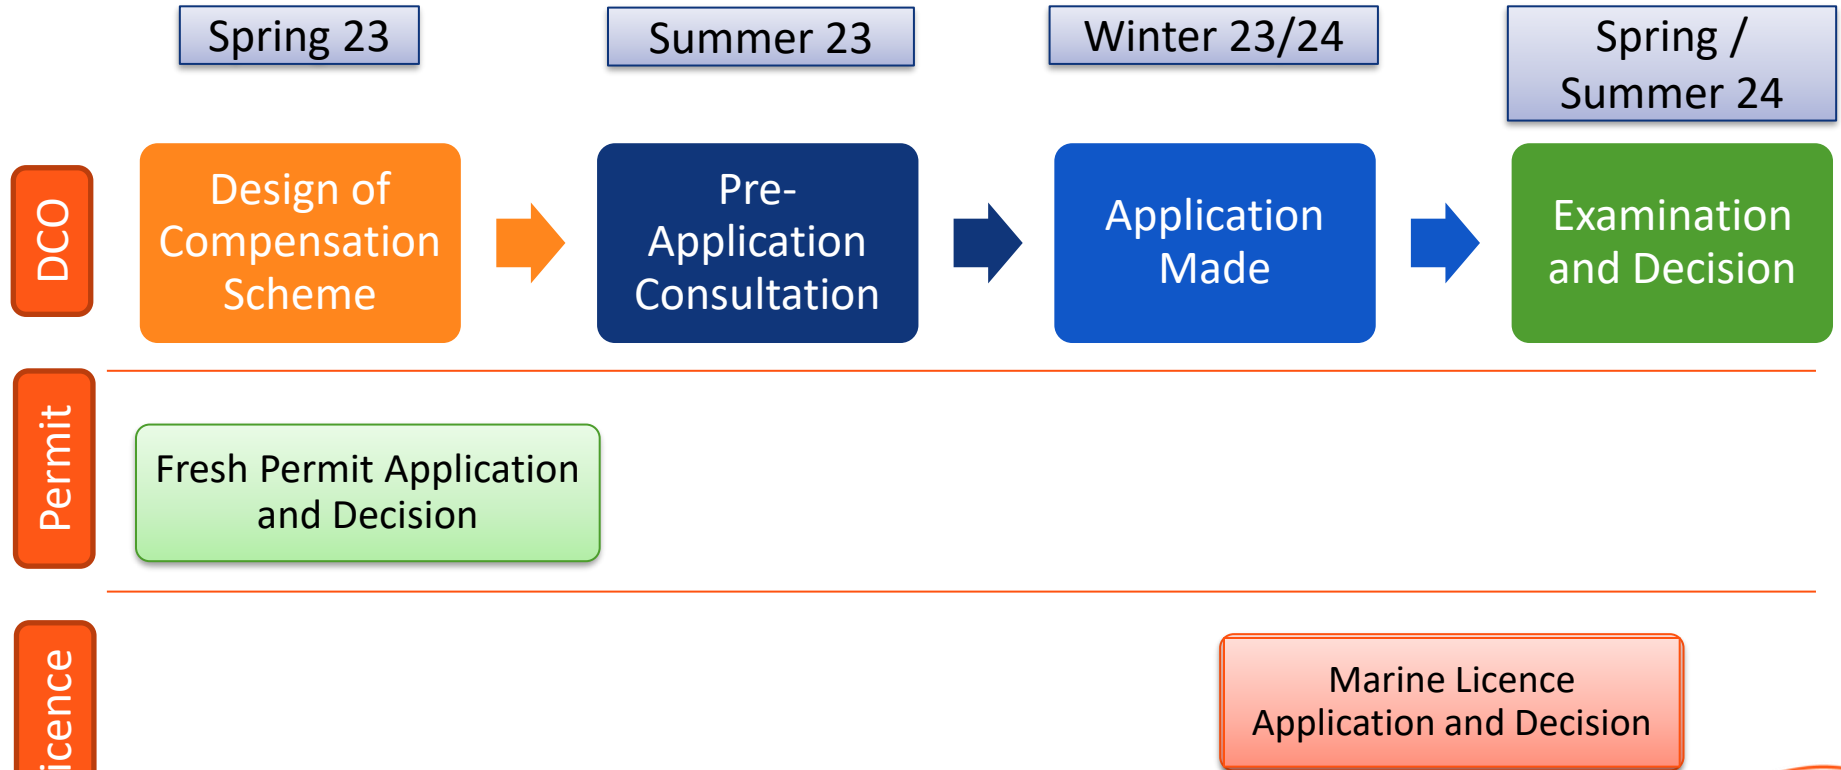 Spring 23
Summer 23
Winter 23/24
Spring /
Summer 24
DCO
Design of
Compensation
Scheme
Pre-
Application
Consultation
Application
Made
Examination
and Decision
Permit
Fresh Permit Application
and Decision
Marine Licence
Application and Decision